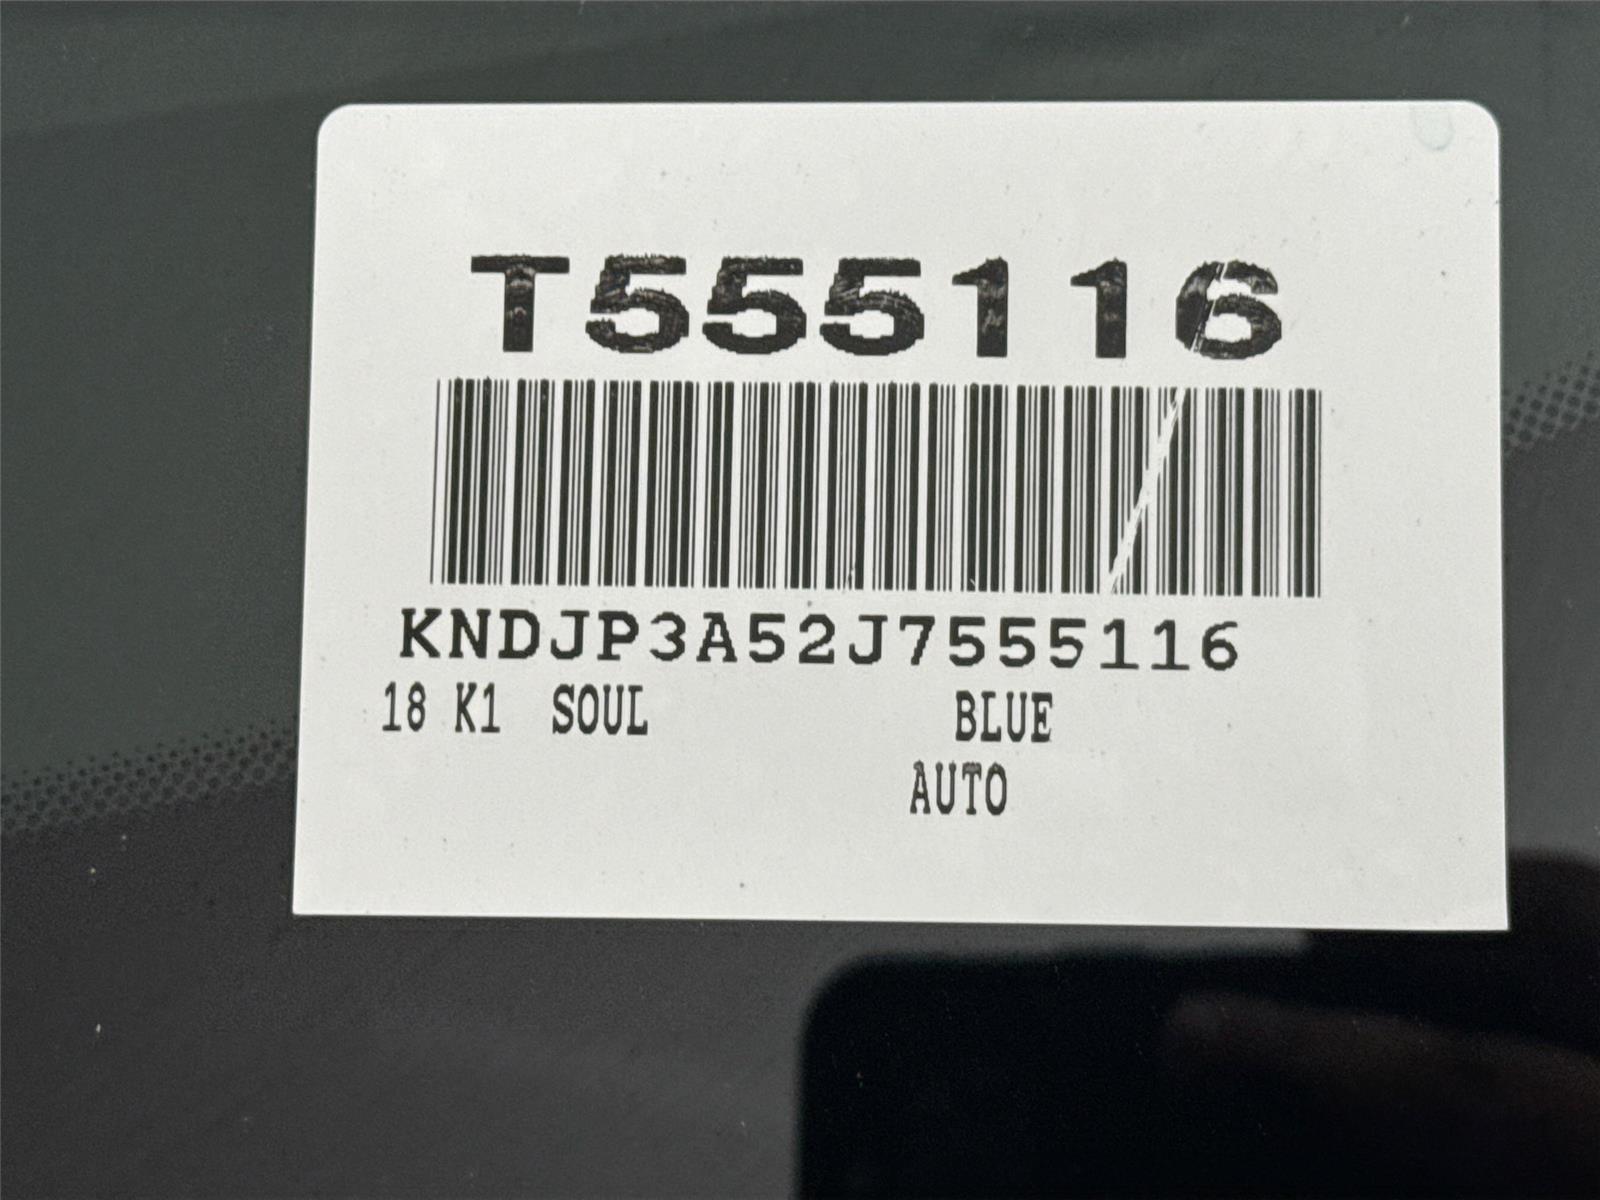 T555116
KNDJP3A52J7555116
18 K1 SOUL BLUE
AUTO